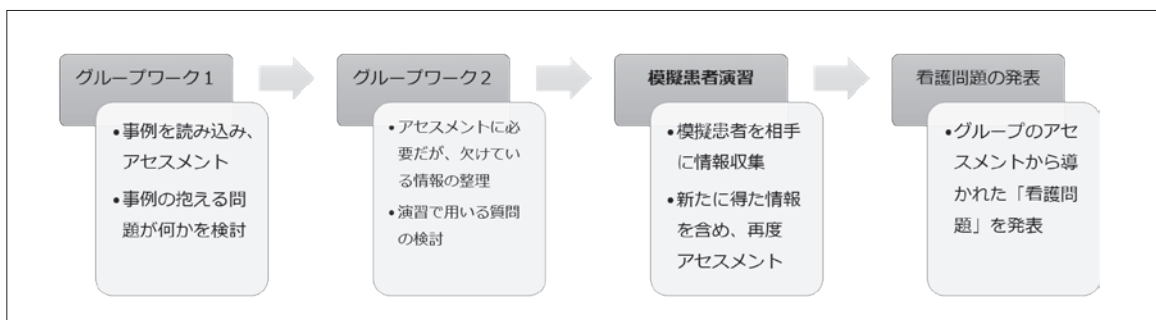 グループワーク１
•事例を読み込み、
アセスメント
•事例の抱える問
題が何かを検討
グループワーク２
•アセスメントに必
要だが、欠けてい
る情報の整理
•演習で用いる質問
の検討
模擬患者演習
•模擬患者を相手
に情報収集
•新たに得た情報
を含め、再度
アセスメント
看護問題の発表
•グループのアセ
スメントから導
かれた「看護問
題」を発表